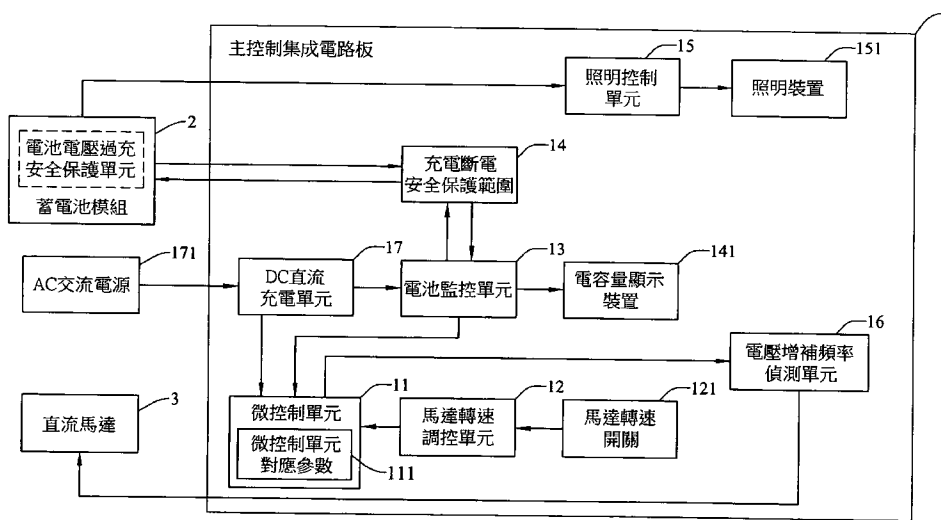 主控制集成電路板
15
照明控制
單元
151
照明裝置
2
電池電壓過充
安全保護單元
蓄電池模組
14
充電斷電
安全保護範圍
171
AC交流電源
17
DC直流
充電單元
13
電池監控單元
141
電容量顯示
裝置
16
電壓增補頻率
偵測單元
3
直流馬達
11
微控制單元
微控制單元
對應參數
111
12
馬達轉速
調控單元
121
馬達轉速
開關